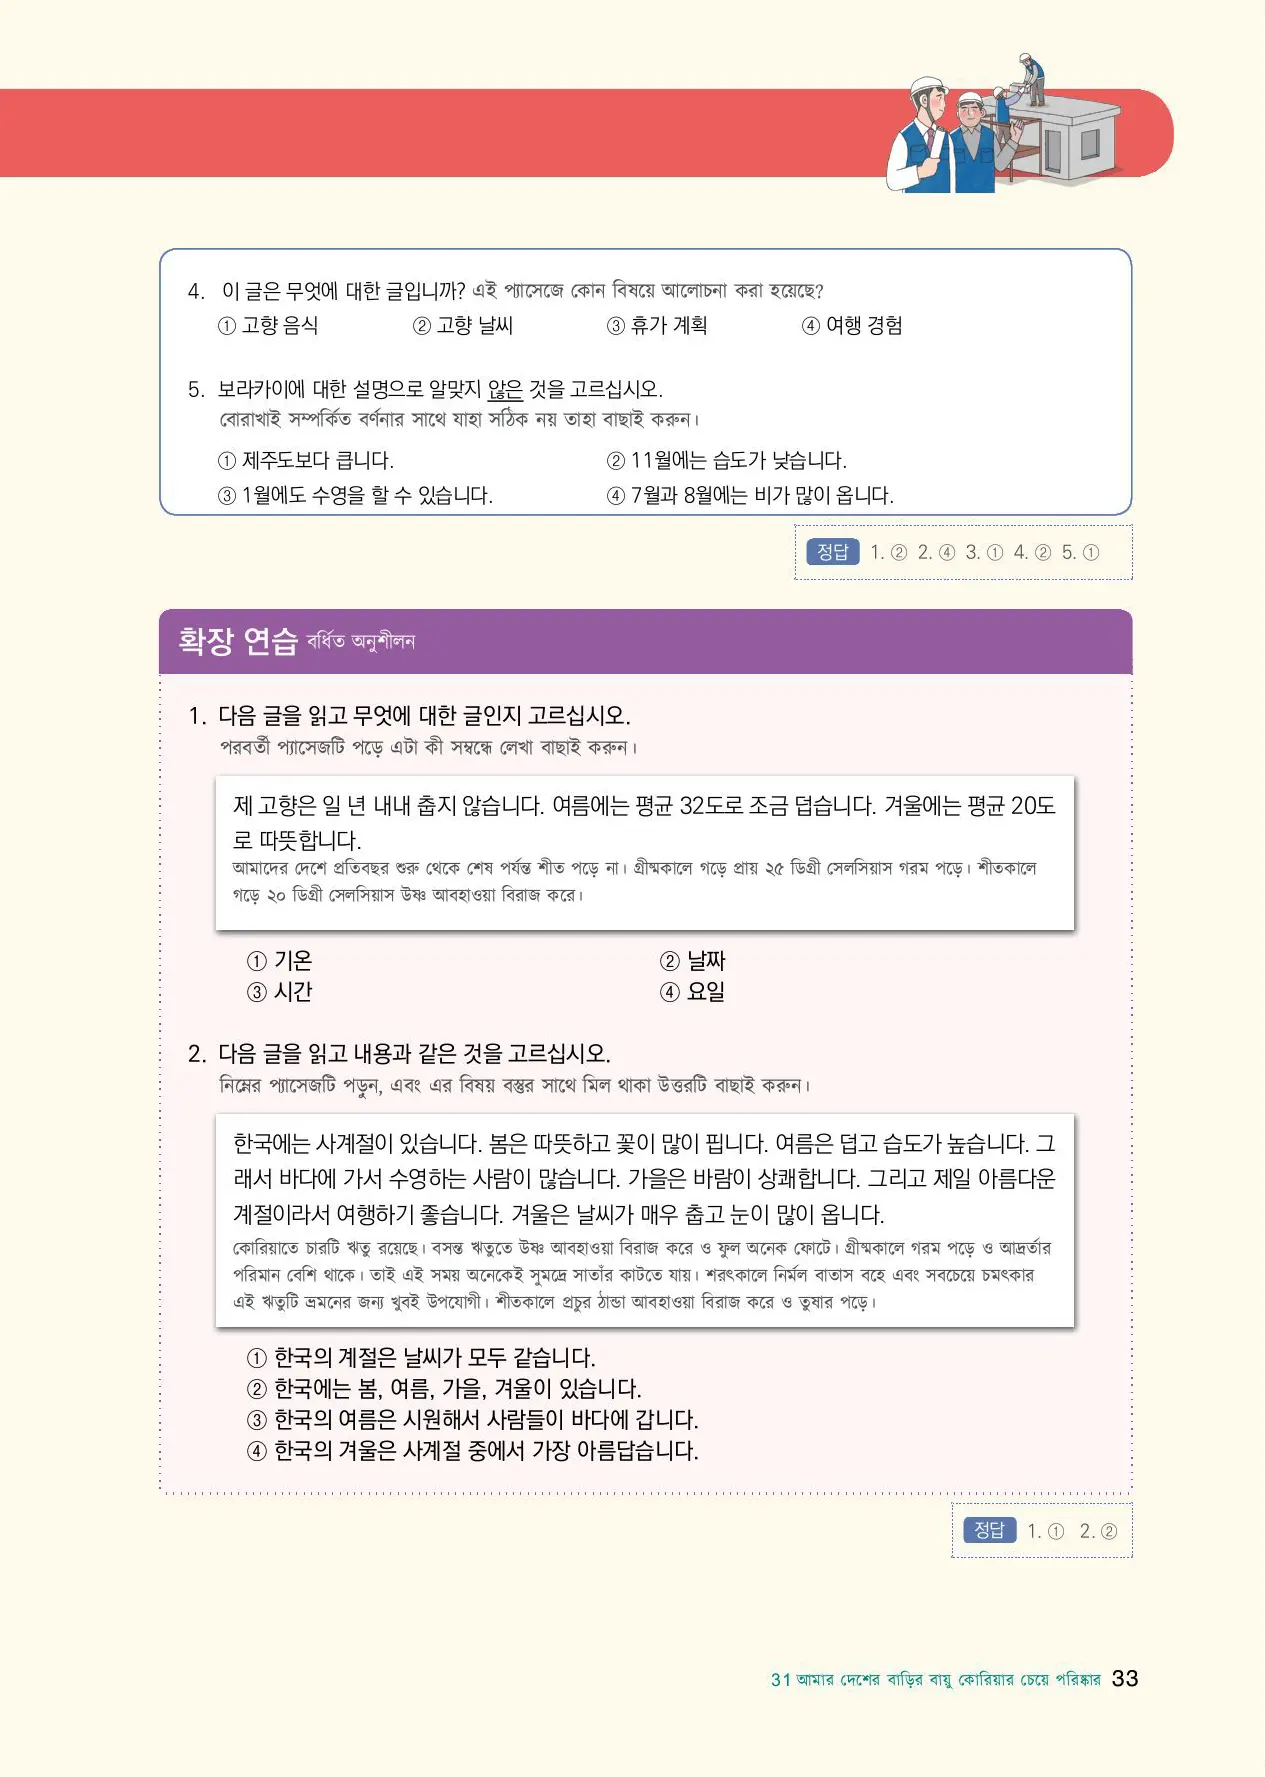 4. 이 글은 무엇에 대한 글입니까? এই প্যাসেজে কোন বিষয়ে আলোচনা করা হয়েছে?
① 고향 음식 ② 고향 날씨 ③ 휴가 계획 ④ 여행 경험
5. 보라카이에 대한 설명으로 알맞지 않은 것을 고르십시오.
বোরাখাই সম্পর্কিত বর্ণনার সাথে যাহা সঠিক নয় তাহা বাছাই করুন।
① 제주도보다 큽니다. ② 11월에는 습도가 낮습니다.
③ 1월에도 수영을 할 수 있습니다. ④ 7월과 8월에는 비가 많이 옵니다.
정답 1. ② 2. ④ 3. ① 4. ② 5. ①
확장 연습 বর্ধিত অনুশীলন
1. 다음 글을 읽고 무엇에 대한 글인지 고르십시오.
পরবর্তী প্যাসেজটি পড়ে এটা কী সম্বন্ধে লেখা বাছাই করুন।
제 고향은 일 년 내내 춥지 않습니다. 여름에는 평균 32도로 조금 덥습니다. 겨울에는 평균 20도
로 따뜻합니다.
আমাদের দেশে প্রতিবছর শুরু থেকে শেষ পর্যন্ত শীত পড়ে না। গ্রীষ্মকালে গড়ে প্রায় ২৫ ডিগ্রী সেলসিয়াস গরম পড়ে। শীতকালে
গড়ে ২০ ডিগ্রী সেলসিয়াস উষ্ণ আবহাওয়া বিরাজ করে।
① 기온 ② 날짜
③ 시간 ④ 요일
2. 다음 글을 읽고 내용과 같은 것을 고르십시오.
নিম্নের প্যাসেজটি পড়ুন, এবং এর বিষয় বস্তুর সাথে মিল থাকা উত্তরটি বাছাই করুন।
한국에는 사계절이 있습니다. 봄은 따뜻하고 꽃이 많이 핍니다. 여름은 덥고 습도가 높습니다. 그
래서 바다에 가서 수영하는 사람이 많습니다. 가을은 바람이 상쾌합니다. 그리고 제일 아름다운
계절이라서 여행하기 좋습니다. 겨울은 날씨가 매우 춥고 눈이 많이 옵니다.
কোরিয়াতে চারটি ঋতু রয়েছে। বসন্ত ঋতুতে উষ্ণ আবহাওয়া বিরাজ করে ও ফুল অনেক ফোটে। গ্রীষ্মকালে গরম পড়ে ও আদ্রর্তার
পরিমান বেশি থাকে। তাই এই সময় অনেকেই সুমদ্রে সাতাঁর কাটতে যায়। শরৎকালে নির্মল বাতাস বহে এবং সবচেয়ে চমৎকার
এই ঋতুটি ভ্রমনের জন্য খুবই উপযোগী। শীতকালে প্রচুর ঠান্ডা আবহাওয়া বিরাজ করে ও তুষার পড়ে।
① 한국의 계절은 날씨가 모두 같습니다.
② 한국에는 봄, 여름, 가을, 겨울이 있습니다.
③ 한국의 여름은 시원해서 사람들이 바다에 갑니다.
④ 한국의 겨울은 사계절 중에서 가장 아름답습니다.
정답 1. ① 2. ②
31 আমার দেশের বাড়ির বায়ু কোরিয়ার চেয়ে পরিষ্কার 33